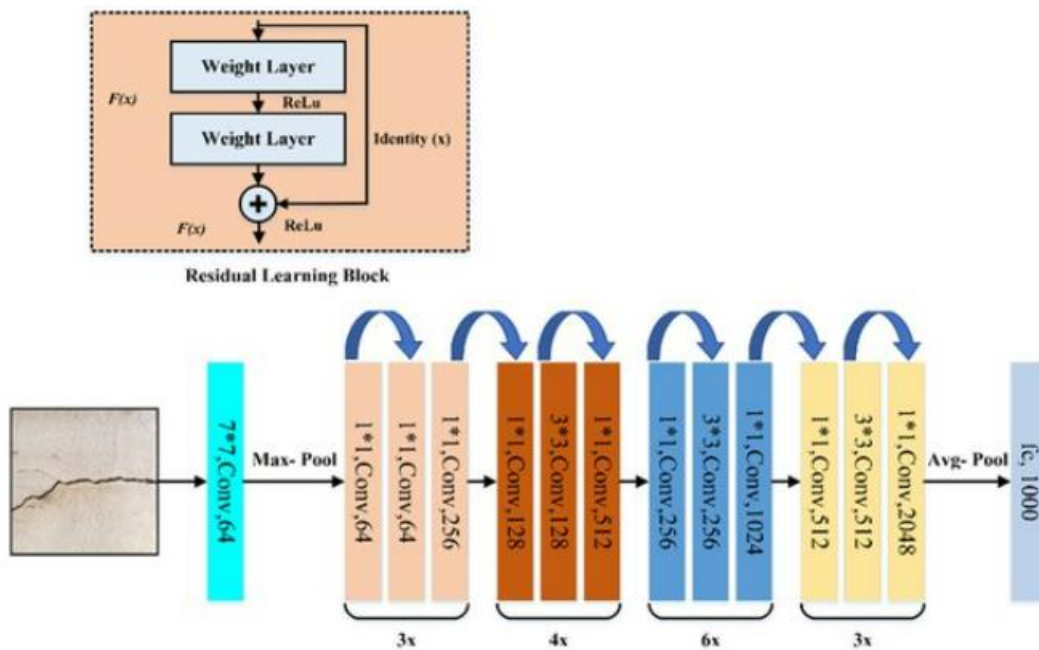 Weight Layer
F(x)
ReLu
Weight Layer
Identity (x)
+
F(x)
ReLu
Residual Learning Block
7*7,Conv,64
Max- Pool
1*1,Conv,64
1*1,Conv,64
1*1,Conv,256
1*1,Conv,128
3*3,Conv,128
1*1,Conv,512
1*1,Conv,256
3*3,Conv,256
1*1,Conv,1024
1*1,Conv,512
3*3,Conv,512
1*1,Conv,2048
Avg- Pool
fc, 1000
3x
4x
6x
3x